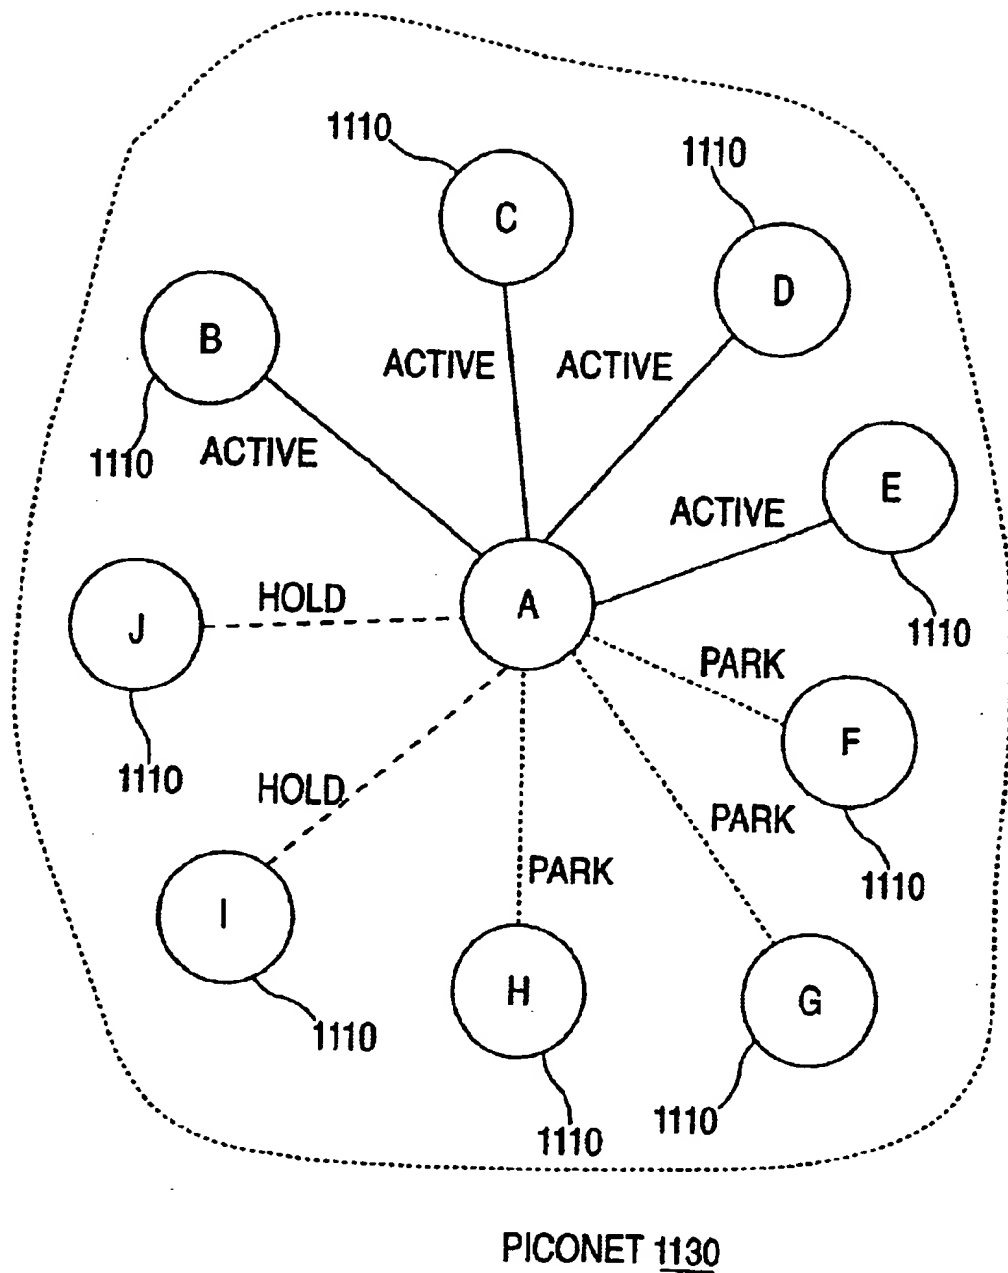 1110
C
1110
D
B
ACTIVE
ACTIVE
1110
ACTIVE
E
ACTIVE
J
HOLD
A
1110
PARK
F
1110
HOLD
PARK
1110
PARK
I
H
G
1110
1110
1110
PICONET 1130